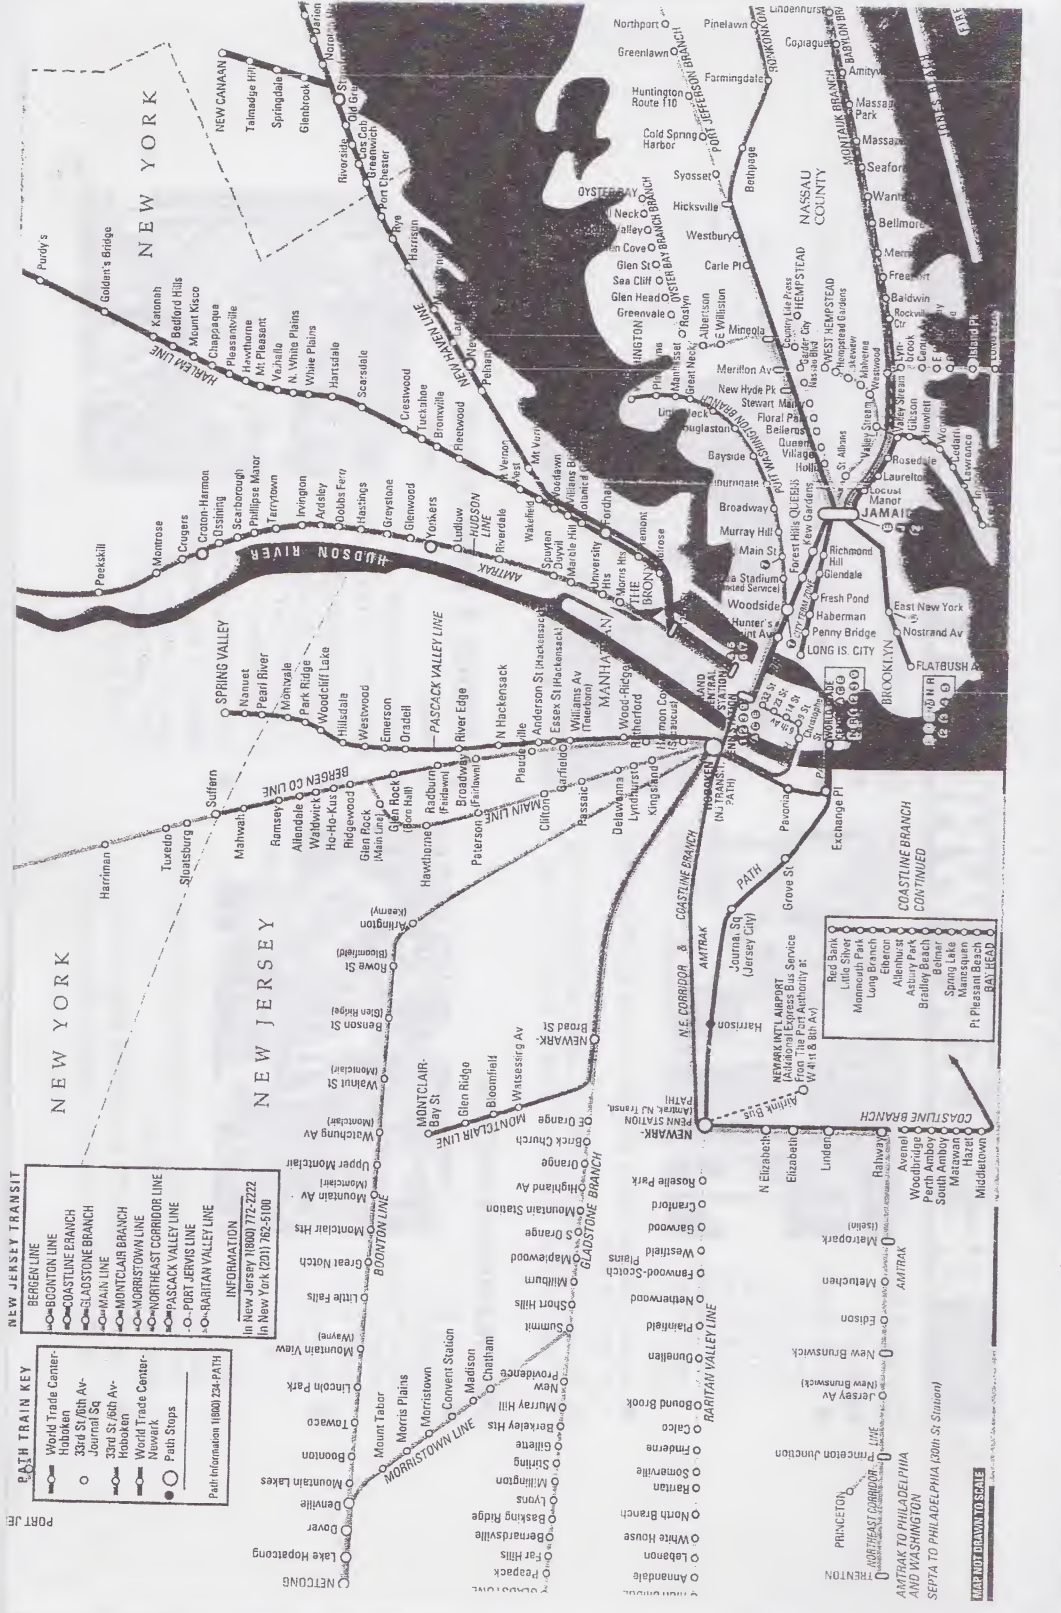 NEW JERSEY TRANSIT
BERGEN LINE
BOONTON LINE
COASTLINE BRANCH
GLADSTONE BRANCH
MAIN LINE
MONTCLAIR BRANCH
MORRISTOWN LINE
NORTHEAST CORRIDOR LINE
PASCACK VALLEY LINE
PORT JERVIS LINE
RARITAN VALLEY LINE
INFORMATION
In New Jersey 1(800) 772-2222
In New York (201) 762-5100
PATH TRAIN KEY
World Trade Center-
Hoboken
33rd St /6th Av-
Journal Sq
33rd St /6th Av-
Hoboken
World Trade Center-
Newark
Path Stops
Path Information 1(800) 234-PATH
NEW YORK
NEW YORK
NEW JERSEY
HUDSON RIVER
Harriman
Tuxedo
Sloatsburg
Suffern
Mahwah
Ramsey
Allendale
Waldwick
Ho-Ho-Kus
Ridgewood
Glen Rock
(Main Line)
Glen Rock
(Boro Hall)
Radburn
(Fairlawn)
Broadway
(Fairlawn)
Hawthorne
Paterson
Clifton
Passaic
Delawanna
Lyndhurst
Kingsland
BERGEN CO LINE
MAIN LINE
SPRING VALLEY
Nanuet
Pearl River
Montvale
Park Ridge
Woodcliff Lake
Hillsdale
Westwood
Emerson
Oradell
PASCACK VALLEY LINE
River Edge
N Hackensack
Anderson St (Hackensack)
Essex St (Hackensack)
Williams Av
(Teterboro)
Wood-Ridge
Garfield
Rutherford
HOBOKEN
(NJ TRANSIT,
PATH)
Peekskill
Montrose
Crugers
Croton-Harmon
Ossining
Scarborough
Phillipse Manor
Tarrytown
Irvington
Ardsley
Dobbs Ferry
Hastings
Greystone
Glenwood
Yonkers
Ludlow
HUDSON
LINE
Riverdale
AMTRAK
Spuyten
Duyvil
Marble Hill
University
Hts
Morris Hts
THE
BRONX
MANHATTAN
Purdy's
Golden's Bridge
Katonah
Bedford Hills
Mount Kisco
Chappaqua
Pleasantville
Hawthorne
Mt Pleasant
Valhalla
N. White Plains
White Plains
Hartsdale
Scarsdale
Crestwood
Tuckahoe
Bronxville
Fleetwood
HARLEM LINE
Wakefield
Woodlawn
Fordham
NEW CANAAN
Talmadge Hill
Springdale
Glenbrook
Riverside
Cos Cob
Greenwich
Port Chester
Rye
Harrison
NEW HAVEN LINE
Pelham
Northport
Greenlawn
Huntington
Route 110
Cold Spring
Harbor
Syosset
Hicksville
Westbury
Carle Pl
Mineola
PORT JEFFERSON BRANCH
Pinelawn
Farmingdale
Bethpage
NASSAU
COUNTY
OYSTER BAY
Glen St
Sea Cliff
Glen Head
Greenvale
Roslyn
Albertson
E Williston
OYSTER BAY BRANCH
Merillon Av
New Hyde Pk
Stewart Manor
Bayside
Broadway
Murray Hill
Main St
Woodside
PORT WASHINGTON BRANCH
Country Life Press
HEMPSTEAD
Garden City
Nassau Blvd
WEST HEMPSTEAD
Hempstead Gardens
Lakeview
Malverne
Westwood
MONTAUK BRANCH
Copiague
Massapequa
Park
Seaford
Bellmore
Freeport
Baldwin
Rockville
Ctr
Valley Stream
Gibson
Hewlett
Lawrence
Rosedale
Laurelton
Locust
Manor
St Albans
QUEENS
Forest Hills
Kew Gardens
Richmond
Hill
Glendale
Fresh Pond
Haberman
Penny Bridge
LONG IS. CITY
CITY TERM ZONE
East New York
Nostrand Av
BROOKLYN
JONES BEACH
33 St
23 St
14 St
9 St
6th Av
Pavonia
Exchange Pl
Grove St
PATH
Journal Sq
(Jersey City)
Harrison
N.E. CORRIDOR & COASTLINE BRANCH
AMTRAK
NEWARK INT'L AIRPORT
(Additional Express Bus Service
From The Port Authority at
W 41st & 8th Av)
Airlink Bus
NEWARK-
PENN STATION
(Amtrak, NJ Transit,
PATH)
Arlington
(Kearny)
Rowe St
(Bloomfield)
Benson St
(Glen Ridge)
Walnut St
(Montclair)
Watchung Av
(Montclair)
Upper Montclair
Mountain Av
(Montclair)
Montclair Hts
Great Notch
Little Falls
Mountain View
(Wayne)
Lincoln Park
Towaco
Boonton
Mountain Lakes
Denville
Dover
Lake Hopatcong
NETCONG
BOONTON LINE
Mount Tabor
Morris Plains
Morristown
Convent Station
Madison
Chatham
MORRISTOWN LINE
MONTCLAIR-
Bay St
Glen Ridge
Bloomfield
Watsessing Av
MONTCLAIR LINE
NEWARK-
Broad St
E Orange
Brick Church
Orange
Highland Av
Mountain Station
S Orange
Maplewood
Milburn
Short Hills
Summit
New
Providence
Murray Hill
Berkeley Hts
Gillette
Stirling
Millington
Lyons
Basking Ridge
Bernardsville
Far Hills
Peapack
GLADSTONE BRANCH
Roselle Park
Cranford
Garwood
Westfield
Fanwood-Scotch
Plains
Netherwood
Plainfield
Dunellen
Bound Brook
Calco
Finderne
Somerville
Raritan
North Branch
White House
Lebanon
Annandale
RARITAN VALLEY LINE
N Elizabeth
Elizabeth
Linden
Rahway
Metropark
(Iselin)
Metuchen
Edison
New Brunswick
Jersey Av
(New Brunswick)
Princeton Junction
PRINCETON
TRENTON
NORTHEAST CORRIDOR LINE
AMTRAK
AMTRAK TO PHILADELPHIA
AND WASHINGTON
SEPTA TO PHILADELPHIA (30th St Station)
COASTLINE BRANCH
Avenel
Woodbridge
Perth Amboy
South Amboy
Matawan
Hazlet
Middletown
COASTLINE BRANCH
CONTINUED
Red Bank
Little Silver
Monmouth Park
Long Branch
Elberon
Allenhurst
Asbury Park
Bradley Beach
Belmar
Spring Lake
Manasquan
Pt Pleasant Beach
BAY HEAD
MAP NOT DRAWN TO SCALE